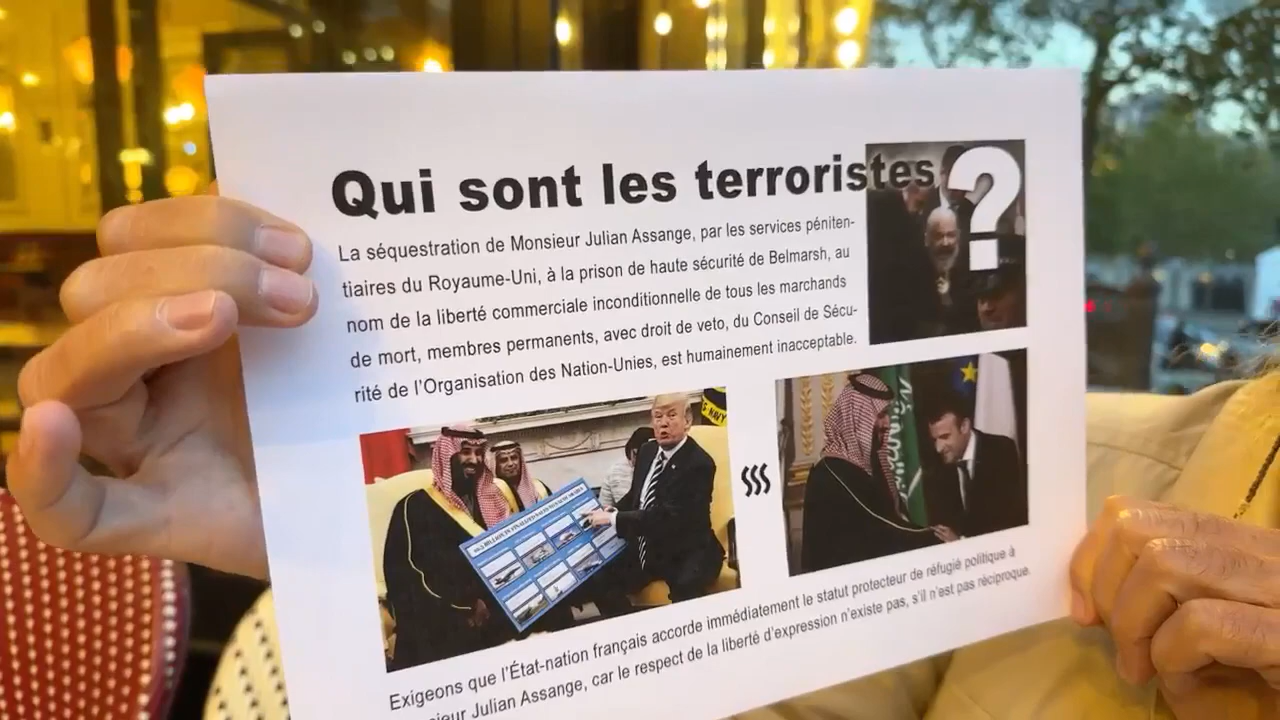 Qui sont les terroristes ?
La séquestration de Monsieur Julian Assange, par les services péniten-
tiaires du Royaume-Uni, à la prison de haute sécurité de Belmarsh, au
nom de la liberté commerciale inconditionnelle de tous les marchands
de mort, membres permanents, avec droit de veto, du Conseil de Sécu-
rité de l'Organisation des Nation-Unies, est humainement inacceptable.
NAVY
Exigeons que l'État-nation français accorde immédiatement le statut protecteur de réfugié politique à
sieur Julian Assange, car le respect de la liberté d'expression n'existe pas, s'il n'est pas réciproque.